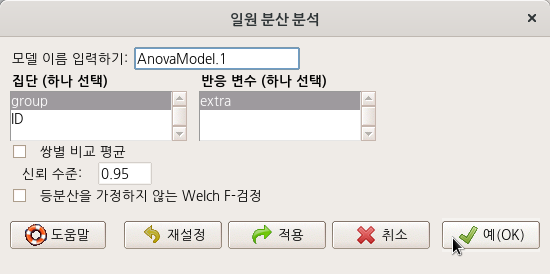 일원 분산 분석
모델 이름 입력하기: AnovaModel.1
집단 (하나 선택) 반응 변수 (하나 선택)
group extra
ID
쌍별 비교 평균
신뢰 수준: 0.95
등분산을 가정하지 않는 Welch F-검정
도움말 재설정 적용 취소 예(OK)